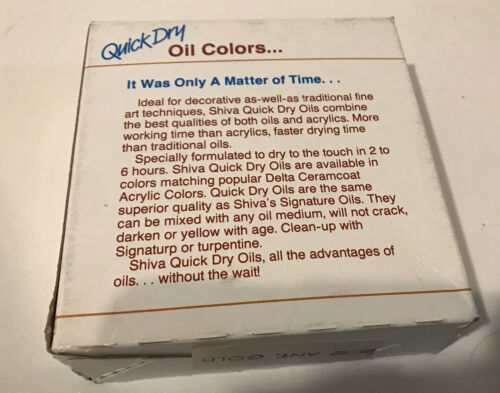 Quick Dry
Oil Colors...
It Was Only A Matter of Time. . .
Ideal for decorative as-well-as traditional fine
art techniques, Shiva Quick Dry Oils combine
the best qualities of both oils and acrylics. More
working time than acrylics, faster drying time
than traditional oils.
Specially formulated to dry to the touch in 2 to
6 hours. Shiva Quick Dry Oils are available in
colors matching popular Delta Ceramcoat
Acrylic Colors. Quick Dry Oils are the same
superior quality as Shiva's Signature Oils. They
can be mixed with any oil medium, will not crack,
darken or yellow with age. Clean-up with
Signaturp or turpentine.
Shiva Quick Dry Oils, all the advantages of
oils. . . without the wait!
ANT. GOLD